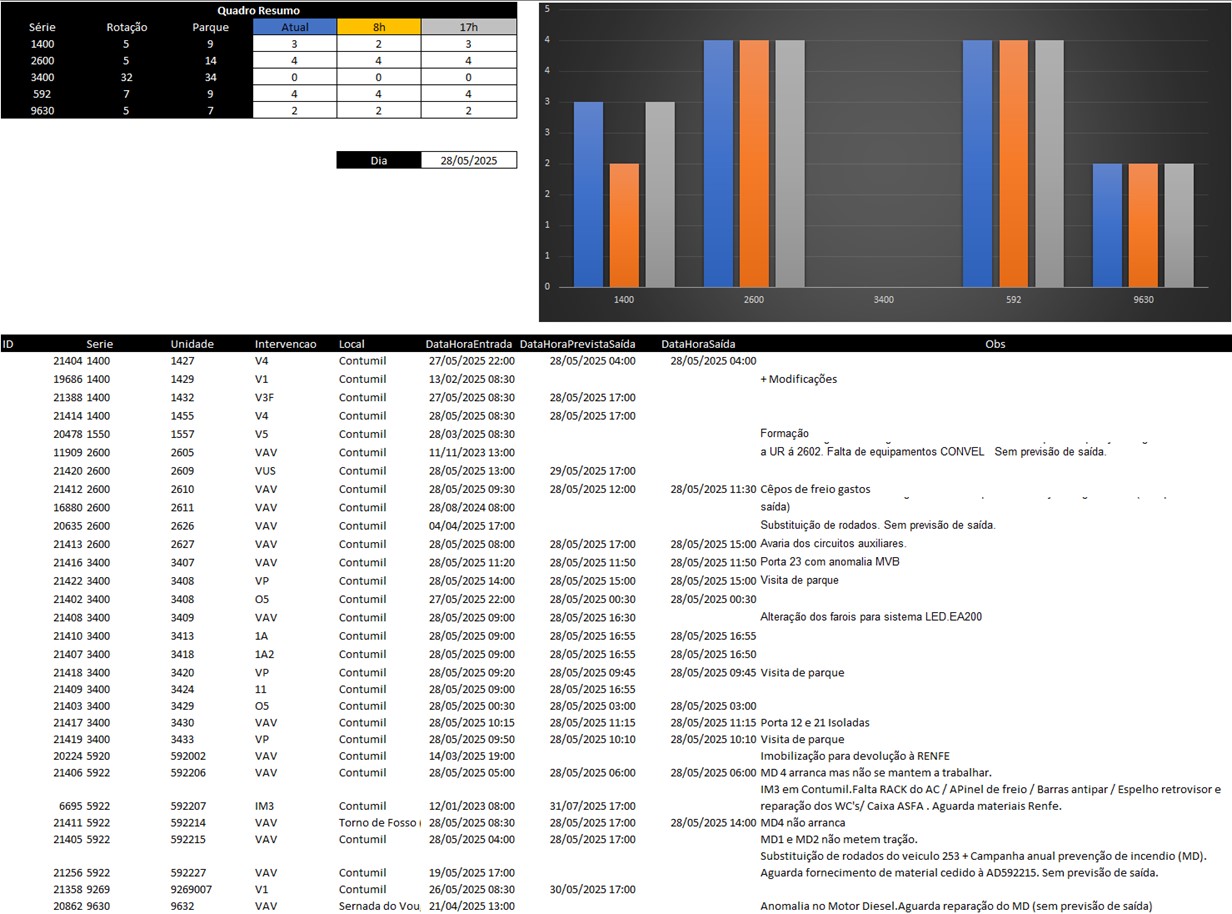 Quadro Resumo
Série Rotação Parque Atual 8h 17h
1400 5 9 3 2 3
2600 5 14 4 4 4
3400 32 34 0 0 0
592 7 9 4 4 4
9630 5 7 2 2 2
Dia 28/05/2025
5
4
4
3
3
2
2
1
1
0
1400 2600 3400 592 9630
ID Serie Unidade Intervencao Local DataHoraEntrada DataHoraPrevistaSaída DataHoraSaída Obs
21404 1400 1427 V4 Contumil 27/05/2025 22:00 28/05/2025 04:00 28/05/2025 04:00
19686 1400 1429 V1 Contumil 13/02/2025 08:30 + Modificações
21388 1400 1432 V3F Contumil 27/05/2025 08:30 28/05/2025 17:00
21414 1400 1455 V4 Contumil 28/05/2025 08:30 28/05/2025 17:00
20478 1550 1557 V5 Contumil 28/03/2025 08:30 Formação
11909 2600 2605 VAV Contumil 11/11/2023 13:00 a UR á 2602. Falta de equipamentos CONVEL Sem previsão de saída.
21420 2600 2609 VUS Contumil 28/05/2025 13:00 29/05/2025 17:00
21412 2600 2610 VAV Contumil 28/05/2025 09:30 28/05/2025 12:00 28/05/2025 11:30 Cêpos de freio gastos
16880 2600 2611 VAV Contumil 28/08/2024 08:00 saída)
20635 2600 2626 VAV Contumil 04/04/2025 17:00 Substituição de rodados. Sem previsão de saída.
21413 2600 2627 VAV Contumil 28/05/2025 08:00 28/05/2025 17:00 28/05/2025 15:00 Avaria dos circuitos auxiliares.
21416 3400 3407 VAV Contumil 28/05/2025 11:20 28/05/2025 11:50 28/05/2025 11:50 Porta 23 com anomalia MVB
21422 3400 3408 VP Contumil 28/05/2025 14:00 28/05/2025 15:00 28/05/2025 15:00 Visita de parque
21402 3400 3408 O5 Contumil 27/05/2025 22:00 28/05/2025 00:30 28/05/2025 00:30
21408 3400 3409 VAV Contumil 28/05/2025 09:00 28/05/2025 16:30 Alteração dos farois para sistema LED.EA200
21410 3400 3413 1A Contumil 28/05/2025 09:00 28/05/2025 16:55 28/05/2025 16:55
21407 3400 3418 1A2 Contumil 28/05/2025 09:00 28/05/2025 16:55 28/05/2025 16:50
21418 3400 3420 VP Contumil 28/05/2025 09:20 28/05/2025 09:45 28/05/2025 09:45 Visita de parque
21409 3400 3424 11 Contumil 28/05/2025 09:00 28/05/2025 16:55
21403 3400 3429 O5 Contumil 28/05/2025 00:30 28/05/2025 03:00 28/05/2025 03:00
21417 3400 3430 VAV Contumil 28/05/2025 10:15 28/05/2025 11:15 28/05/2025 11:15 Porta 12 e 21 Isoladas
21419 3400 3433 VP Contumil 28/05/2025 09:50 28/05/2025 10:10 28/05/2025 10:10 Visita de parque
20224 5920 592002 VAV Contumil 14/03/2025 19:00 Imobilização para devolução à RENFE
21406 5922 592206 VAV Contumil 28/05/2025 05:00 28/05/2025 06:00 28/05/2025 06:00 MD 4 arranca mas não se mantem a trabalhar.
IM3 em Contumil.Falta RACK do AC / APinel de freio / Barras antipar / Espelho retrovisor e
6695 5922 592207 IM3 Contumil 12/01/2023 08:00 31/07/2025 17:00 reparação dos WC's/ Caixa ASFA . Aguarda materiais Renfe.
21411 5922 592214 VAV Torno de Fosso ( 28/05/2025 08:30 28/05/2025 17:00 28/05/2025 14:00 MD4 não arranca
21405 5922 592215 VAV Contumil 28/05/2025 04:00 28/05/2025 17:00 MD1 e MD2 não metem tração.
Substituição de rodados do veiculo 253 + Campanha anual prevenção de incendio (MD).
21256 5922 592227 VAV Contumil 19/05/2025 17:00 Aguarda fornecimento de material cedido à AD592215. Sem previsão de saída.
21358 9269 9269007 V1 Contumil 26/05/2025 08:30 30/05/2025 17:00
20862 9630 9632 VAV Sernada do Vou 21/04/2025 13:00 Anomalia no Motor Diesel.Aguarda reparação do MD (sem previsão de saída)